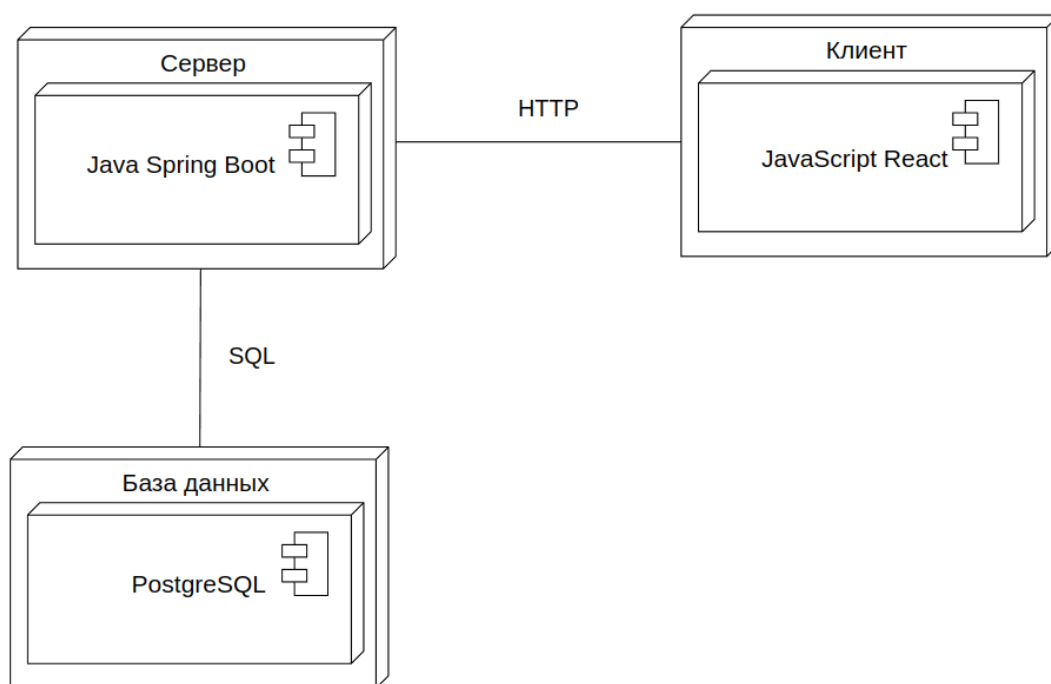 Сервер
Java Spring Boot
HTTP
Клиент
JavaScript React
SQL
База данных
PostgreSQL